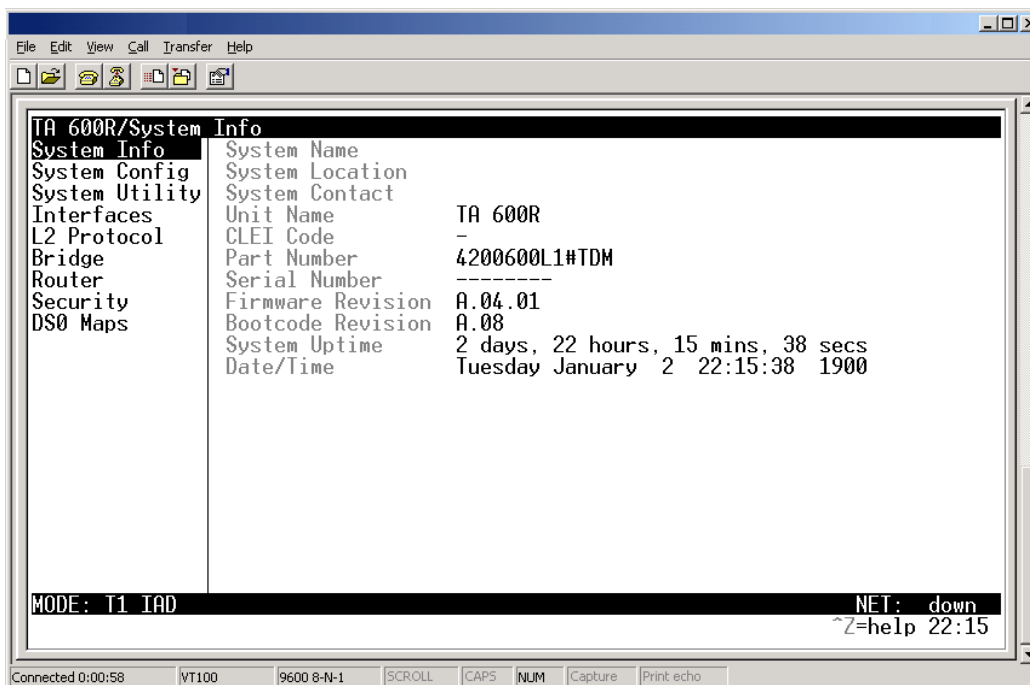 File Edit View Call Transfer Help
TA 600R/System Info
System Info System Name
System Config System Location
System Utility System Contact
Interfaces Unit Name TA 600R
L2 Protocol CLEI Code -
Bridge Part Number 4200600L1#TDM
Router Serial Number --------
Security Firmware Revision A.04.01
DS0 Maps Bootcode Revision A.08
System Uptime 2 days, 22 hours, 15 mins, 38 secs
Date/Time Tuesday January 2 22:15:38 1900
MODE: T1 IAD NET: down
^Z=help 22:15
Connected 0:00:58 VT100 9600 8-N-1 SCROLL CAPS NUM Capture Print echo